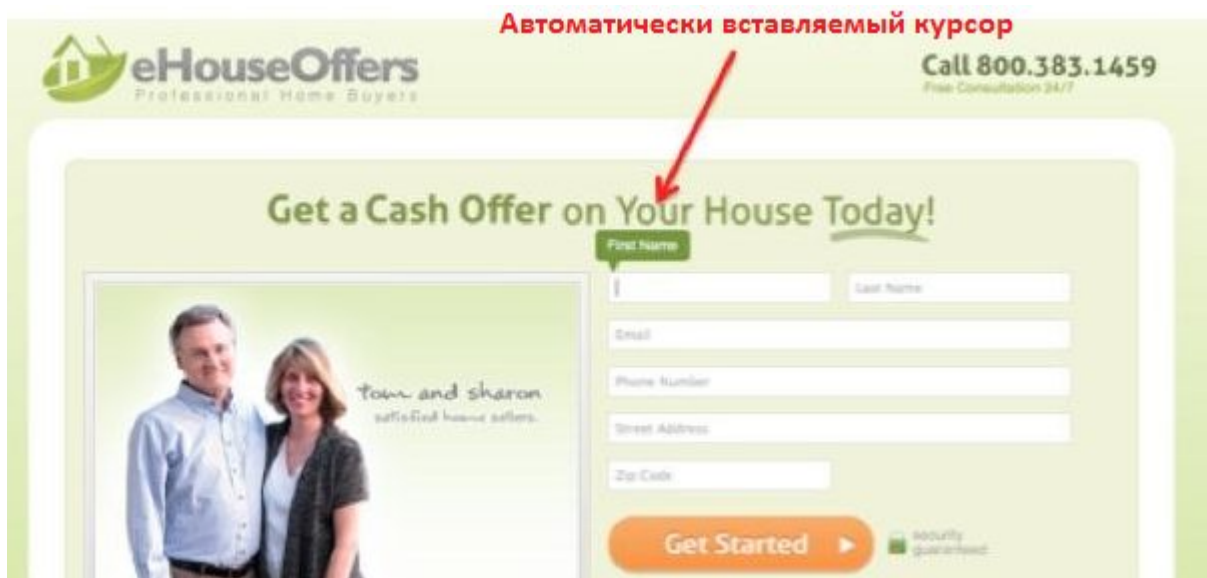 Автоматически вставляемый курсор
eHouseOffers
Professional Home Buyers
Call 800.383.1459
Free Consultation 24/7
Get a Cash Offer on Your House Today!
First Name
Last Name
Email
Phone Number
tom and sharon
satisfied home sellers.
Street Address
Zip Code
Get Started
security
guaranteed